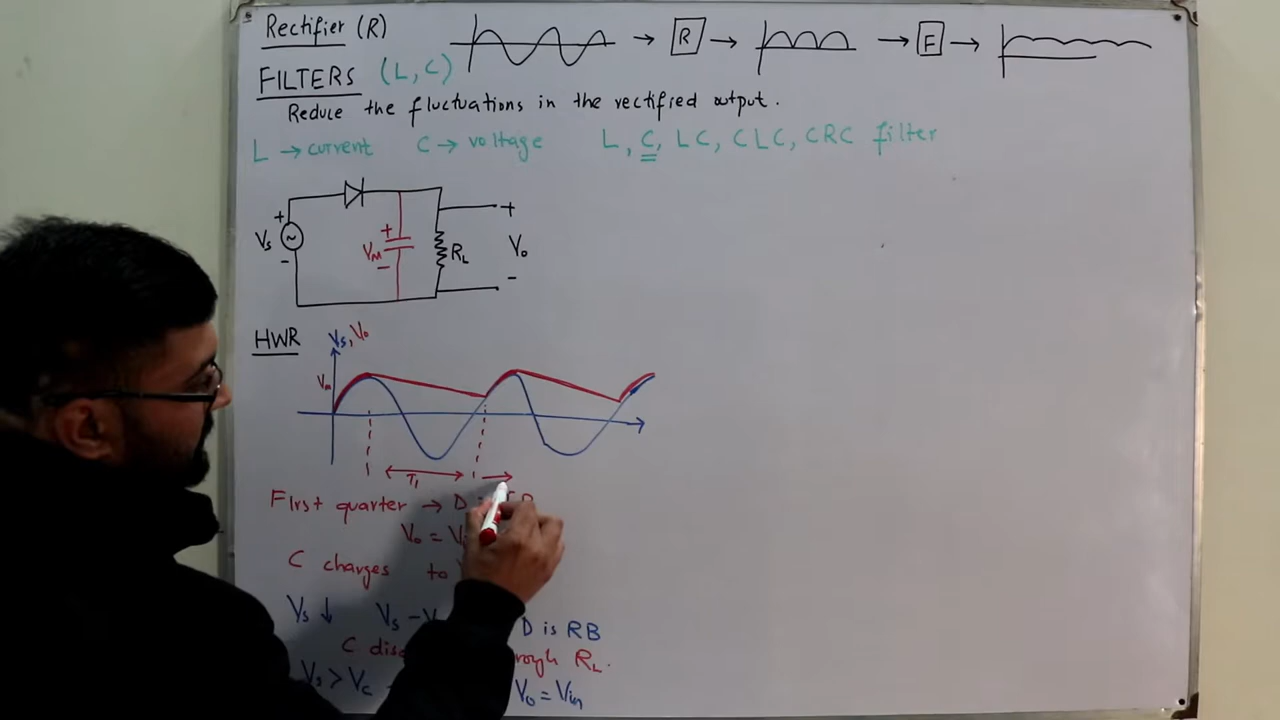 Rectifier (R)
R
F
FILTERS (L, C)
Reduce the fluctuations in the rectified output.
L → current C → voltage L, C, LC, CLC, CRC filter
+
Vs
-
+
VM
-
RL
+
Vo
-
HWR
Vs, Vo
Vm
T1
First quarter → D
Vo = V
C charges to
Vs ↓ Vs - D is RB
C RL.
Vs > Vc Vo = Vin